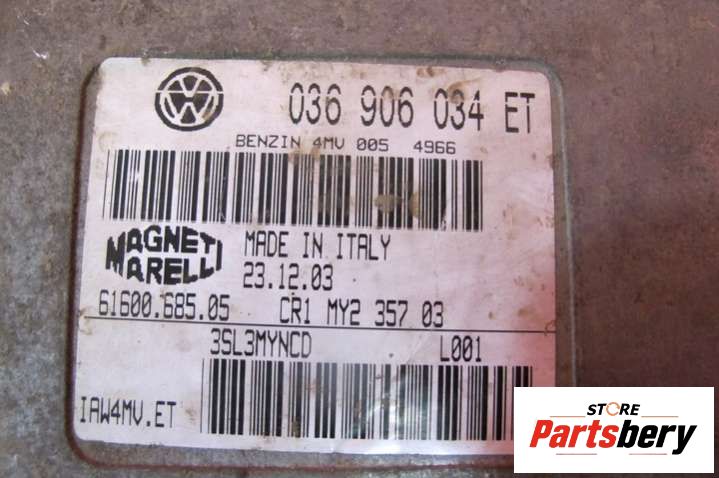 036 906 034 ET
BENZIN 4MV 005 4966
MAGNETI MARELLI
MADE IN ITALY
23.12.03
61600.685.05 CR1 MY2 357 03
3SL3MYNCD L001
IAW4MV.ET
STORE
Partsbery